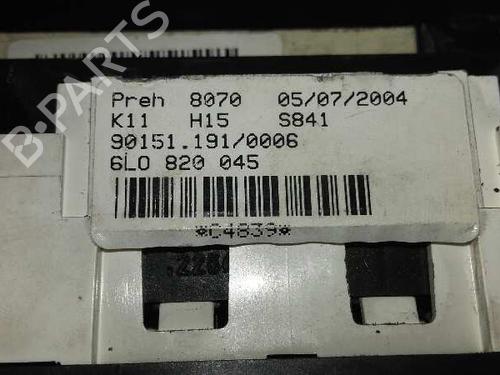 B-PARTS
Preh 8070 05/07/2004
K11 H15 S841
90151.191/0006
6L0 820 045
*C4839*